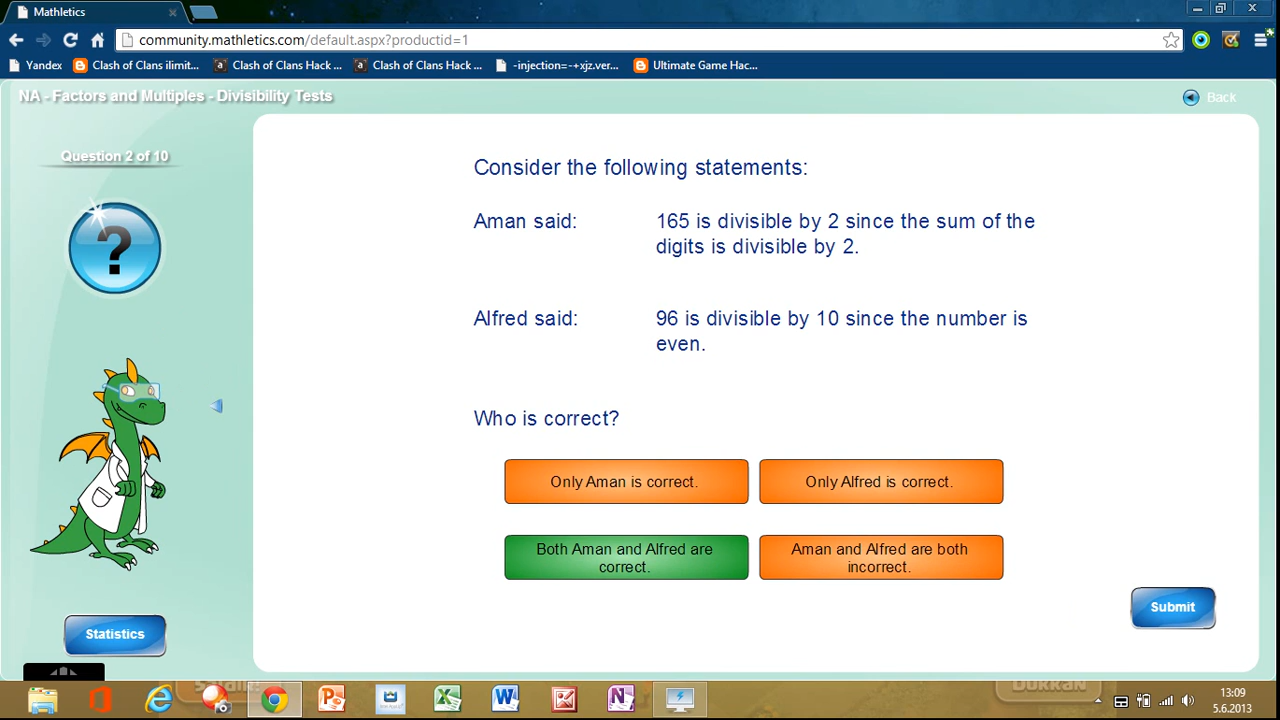 Mathletics
community.mathletics.com/default.aspx?productid=1
Yandex
Clash of Clans ilimit...
Clash of Clans Hack ...
Clash of Clans Hack ...
-injection=-+xjz.ver...
Ultimate Game Hac...
NA - Factors and Multiples - Divisibility Tests
Back
Question 2 of 10
?
Consider the following statements:
Aman said: 165 is divisible by 2 since the sum of the
digits is divisible by 2.
Alfred said: 96 is divisible by 10 since the number is
even.
Who is correct?
Only Aman is correct.
Only Alfred is correct.
Both Aman and Alfred are
correct.
Aman and Alfred are both
incorrect.
Submit
Statistics
13:09
5.6.2013